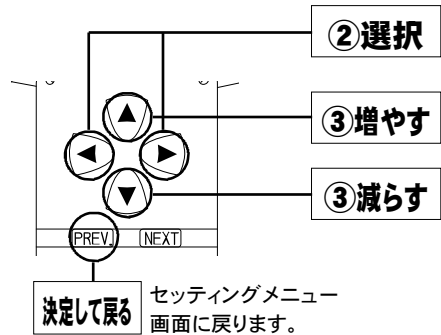 ②選択
③増やす
③減らす
PREV.
NEXT
決定して戻る
セッティングメニュー
画面に戻ります。